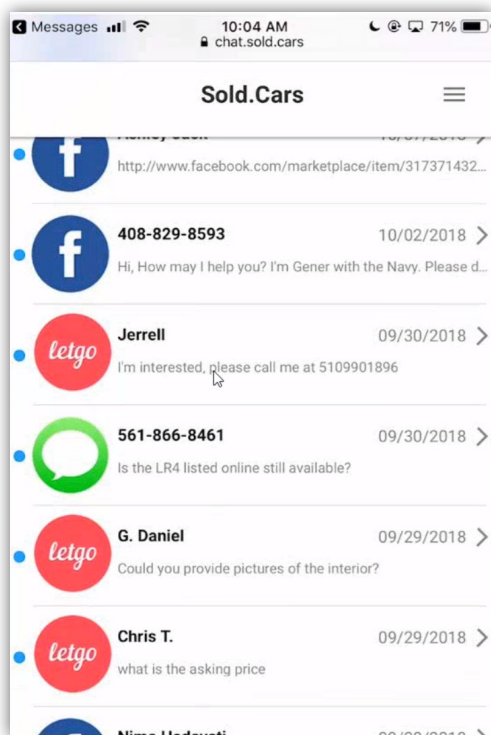 Messages 10:04 AM 71%
chat.sold.cars
Sold.Cars
http://www.facebook.com/marketplace/item/317371432...
408-829-8593 10/02/2018
Hi, How may I help you? I'm Gener with the Navy. Please d...
letgo
Jerrell 09/30/2018
I'm interested, please call me at 5109901896
561-866-8461 09/30/2018
Is the LR4 listed online still available?
letgo
G. Daniel 09/29/2018
Could you provide pictures of the interior?
letgo
Chris T. 09/29/2018
what is the asking price